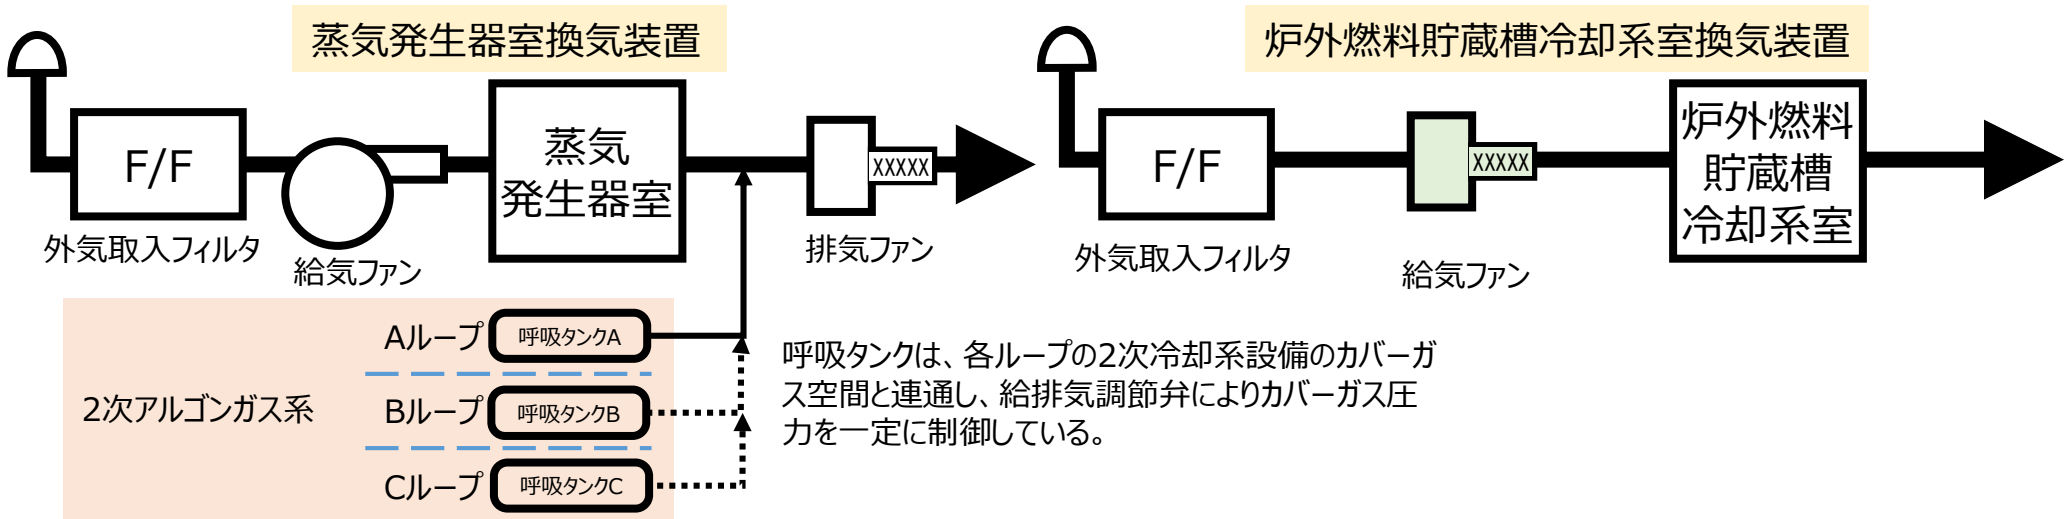 蒸気発生器室換気装置
F/F
外気取入フィルタ
給気ファン
蒸気
発生器室
XXXXX
排気ファン
2次アルゴンガス系
Aループ
呼吸タンクA
Bループ
呼吸タンクB
Cループ
呼吸タンクC
呼吸タンクは、各ループの2次冷却系設備のカバーガ
ス空間と連通し、給排気調節弁によりカバーガス圧
力を一定に制御している。
炉外燃料貯蔵槽冷却系室換気装置
F/F
外気取入フィルタ
XXXXX
給気ファン
炉外燃料
貯蔵槽
冷却系室